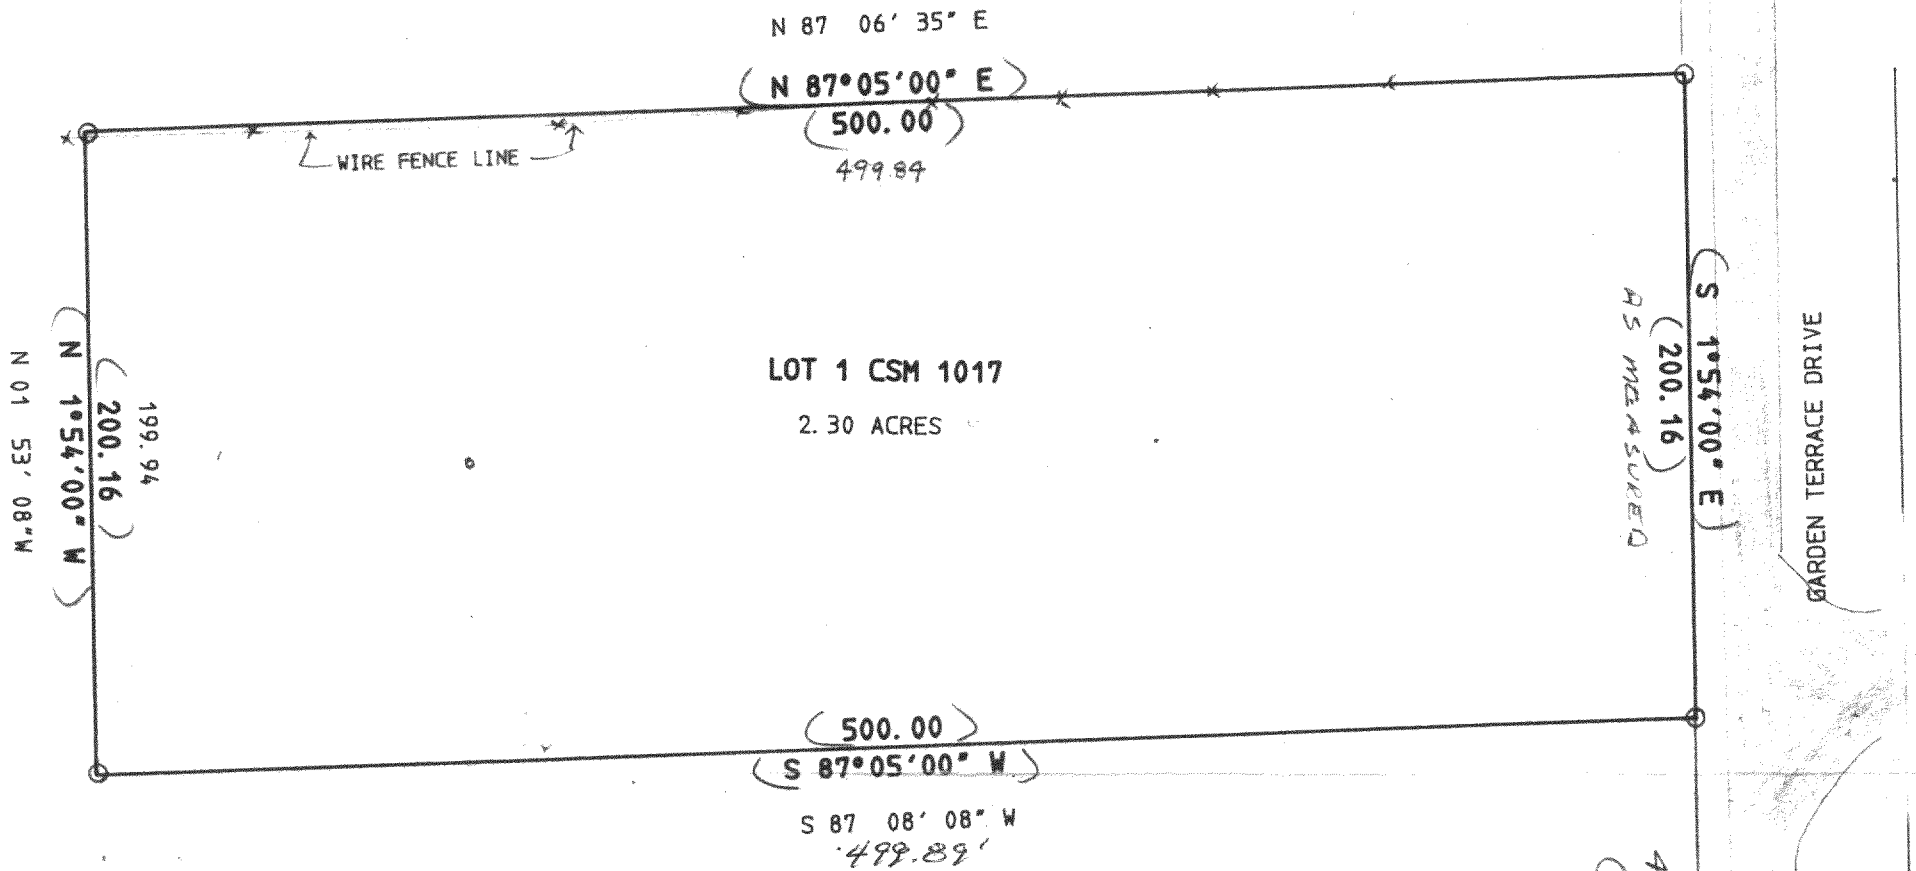 N 87 06' 35" E
( N 87°05'00" E )
( 500.00 )
499.84
WIRE FENCE LINE
N 01 53' 08" W
( N 1°54'00" W )
( 200.16 )
199.94
LOT 1 CSM 1017
2.30 ACRES
AS MEASURED
( 200.16 )
( S 1°54'00" E )
GARDEN TERRACE DRIVE
( 500.00 )
( S 87°05'00" W )
S 87 08' 08" W
499.89'